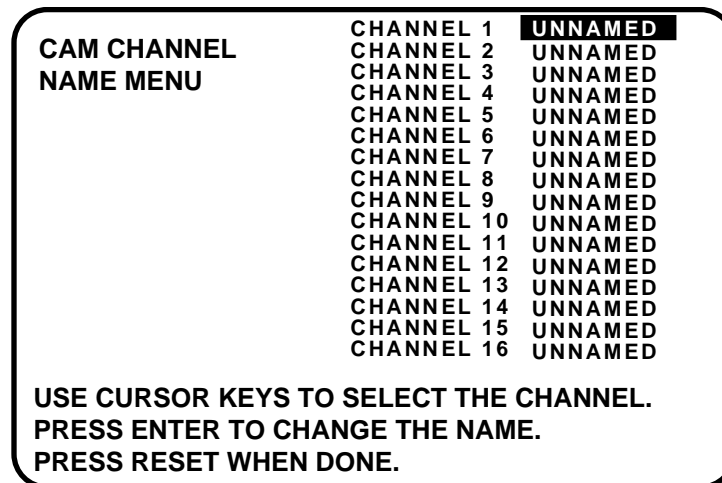 CAM CHANNEL
NAME MENU
CHANNEL 1 UNNAMED
CHANNEL 2 UNNAMED
CHANNEL 3 UNNAMED
CHANNEL 4 UNNAMED
CHANNEL 5 UNNAMED
CHANNEL 6 UNNAMED
CHANNEL 7 UNNAMED
CHANNEL 8 UNNAMED
CHANNEL 9 UNNAMED
CHANNEL 10 UNNAMED
CHANNEL 11 UNNAMED
CHANNEL 12 UNNAMED
CHANNEL 13 UNNAMED
CHANNEL 14 UNNAMED
CHANNEL 15 UNNAMED
CHANNEL 16 UNNAMED
USE CURSOR KEYS TO SELECT THE CHANNEL.
PRESS ENTER TO CHANGE THE NAME.
PRESS RESET WHEN DONE.